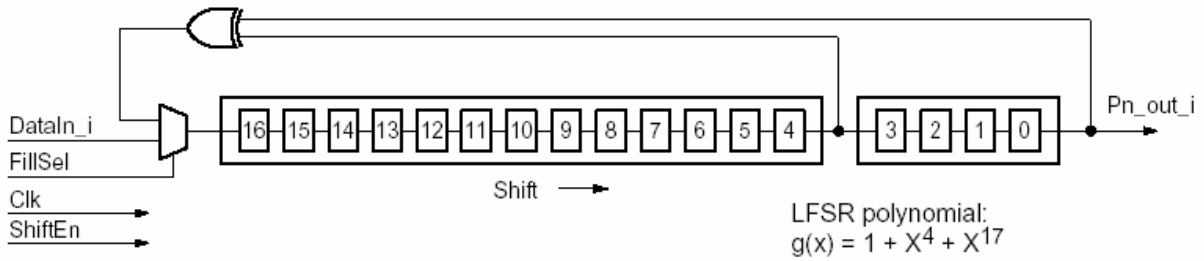 DataIn_i
FillSel
Clk
ShiftEn
16 15 14 13 12 11 10 9 8 7 6 5 4 3 2 1 0
Pn_out_i
Shift
LFSR polynomial:
g(x) = 1 + X⁴ + X¹⁷